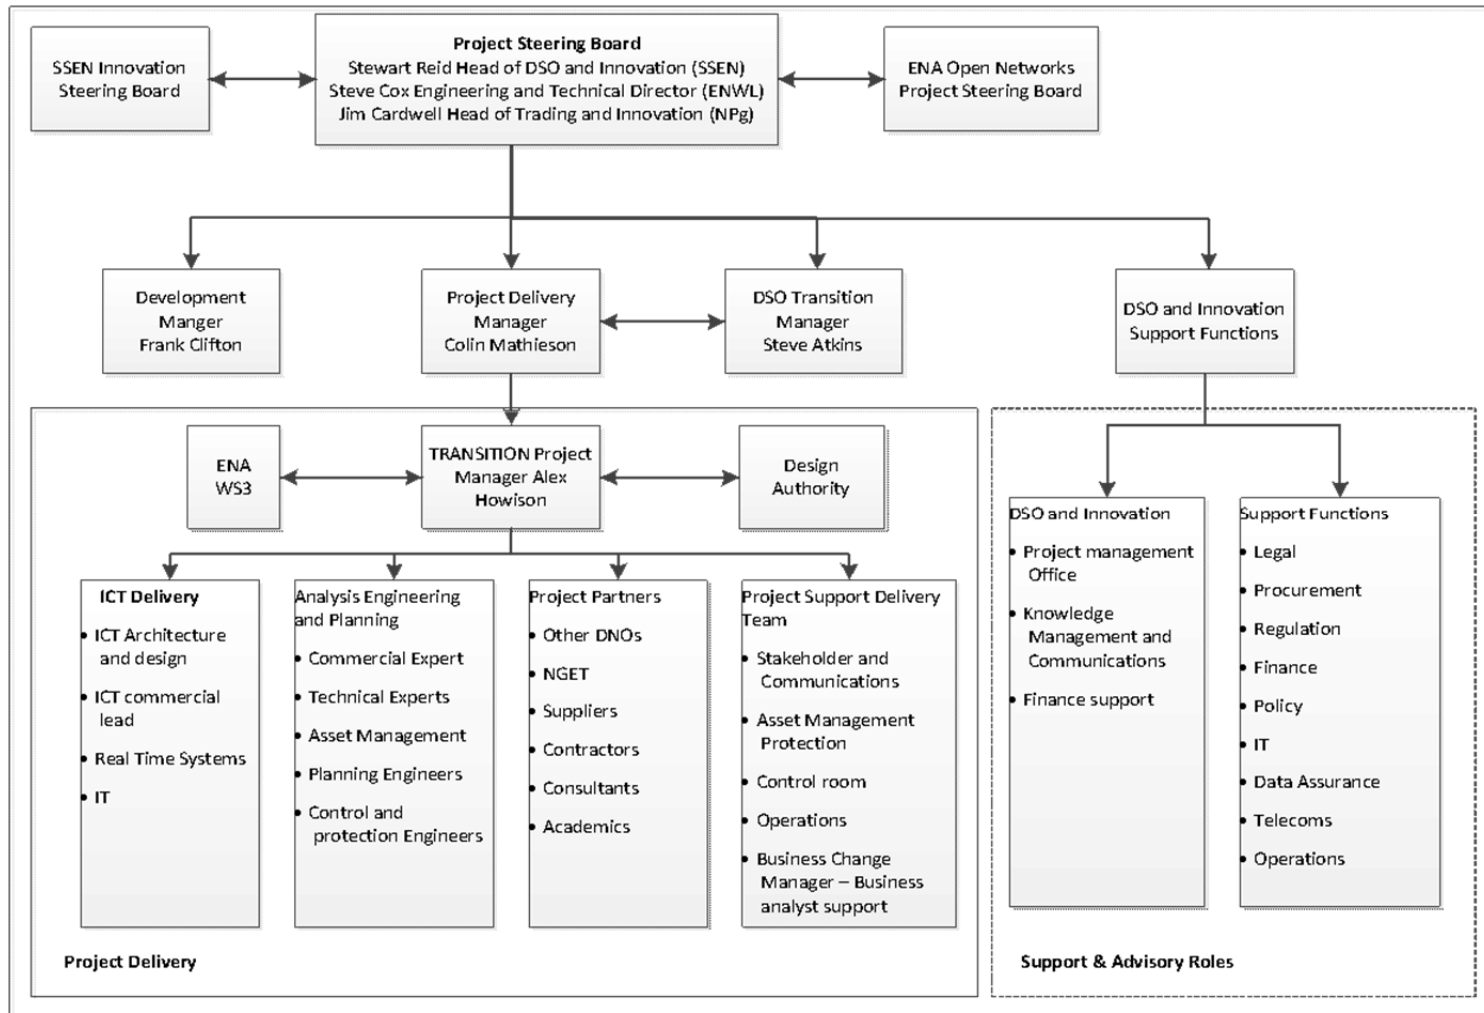 SSEN Innovation
Steering Board
Project Steering Board
Stewart Reid Head of DSO and Innovation (SSEN)
Steve Cox Engineering and Technical Director (ENWL)
Jim Cardwell Head of Trading and Innovation (NPg)
ENA Open Networks
Project Steering Board
Development
Manger
Frank Clifton
Project Delivery
Manager
Colin Mathieson
DSO Transition
Manager
Steve Atkins
DSO and Innovation
Support Functions
ENA
WS3
TRANSITION Project
Manager Alex
Howison
Design
Authority
ICT Delivery
• ICT Architecture
and design
• ICT commercial
lead
• Real Time Systems
• IT
Analysis Engineering
and Planning
• Commercial Expert
• Technical Experts
• Asset Management
• Planning Engineers
• Control and
protection Engineers
Project Partners
• Other DNOs
• NGET
• Suppliers
• Contractors
• Consultants
• Academics
Project Support Delivery
Team
• Stakeholder and
Communications
• Asset Management
Protection
• Control room
• Operations
• Business Change
Manager – Business
analyst support
Project Delivery
DSO and Innovation
• Project management
Office
• Knowledge
Management and
Communications
• Finance support
Support Functions
• Legal
• Procurement
• Regulation
• Finance
• Policy
• IT
• Data Assurance
• Telecoms
• Operations
Support & Advisory Roles